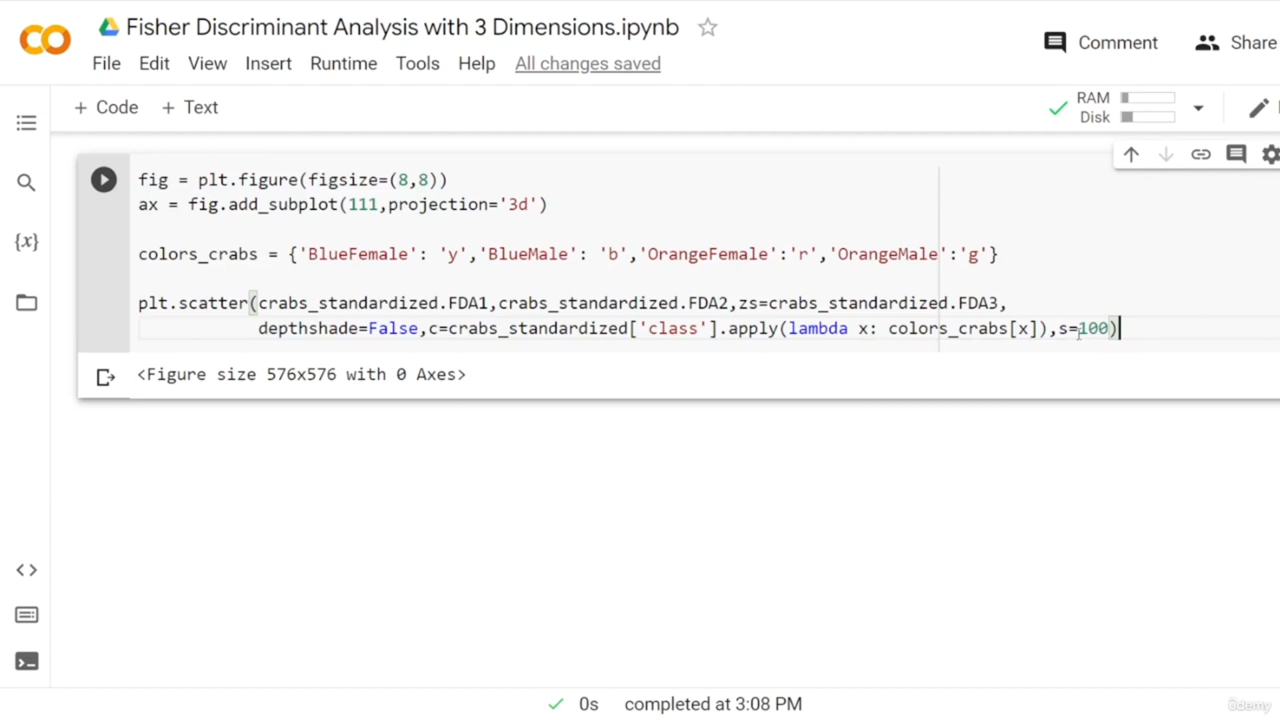 Fisher Discriminant Analysis with 3 Dimensions.ipynb
Comment
Share
File Edit View Insert Runtime Tools Help All changes saved
+ Code + Text
RAM
Disk
fig = plt.figure(figsize=(8,8))
ax = fig.add_subplot(111,projection='3d')
{x}
colors_crabs = {'BlueFemale': 'y','BlueMale': 'b','OrangeFemale':'r','OrangeMale':'g'}
plt.scatter(crabs_standardized.FDA1,crabs_standardized.FDA2,zs=crabs_standardized.FDA3,
depthshade=False,c=crabs_standardized['class'].apply(lambda x: colors_crabs[x]),s=100)
<Figure size 576x576 with 0 Axes>
0s completed at 3:08 PM
ûdemy